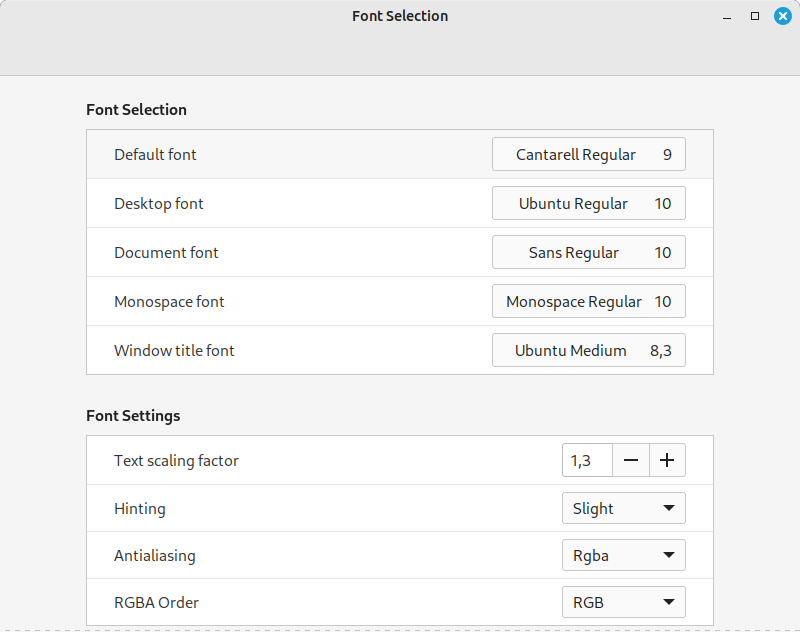 Font Selection
Font Selection
Default font Cantarell Regular 9
Desktop font Ubuntu Regular 10
Document font Sans Regular 10
Monospace font Monospace Regular 10
Window title font Ubuntu Medium 8,3
Font Settings
Text scaling factor 1,3
Hinting Slight
Antialiasing Rgba
RGBA Order RGB